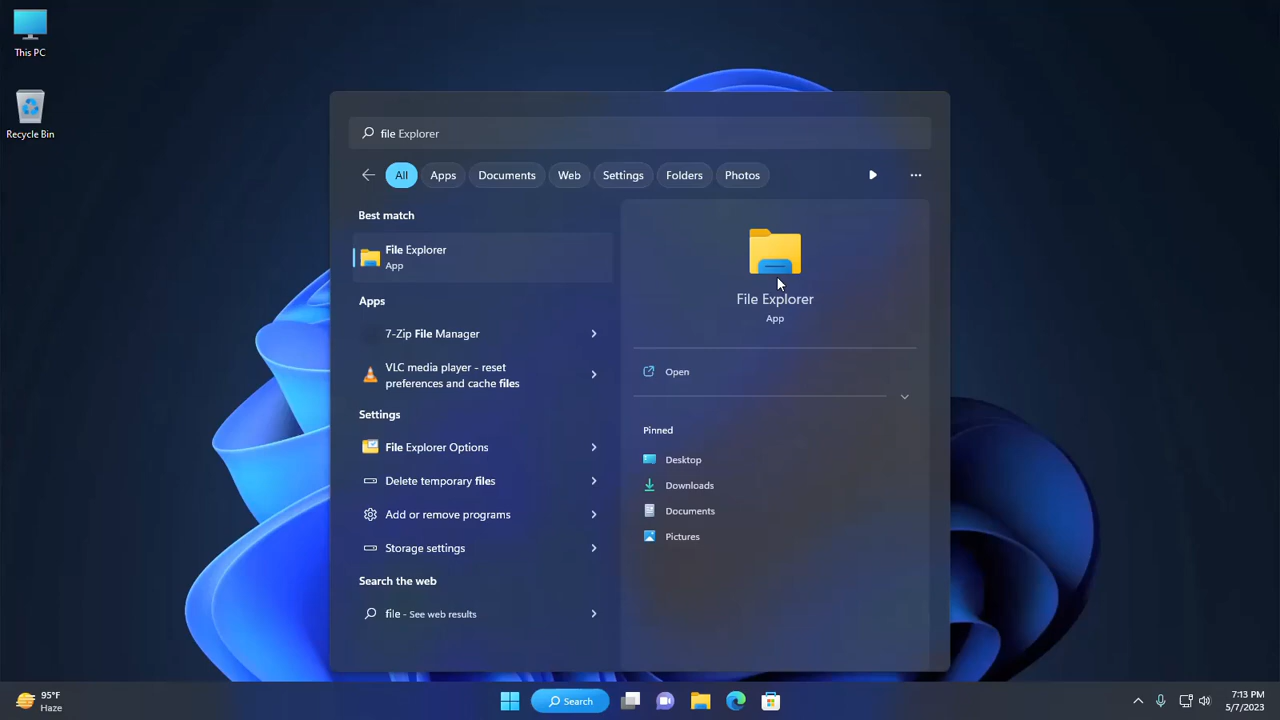 This PC
Recycle Bin
file Explorer
All Apps Documents Web Settings Folders Photos
Best match
File Explorer
App
Apps
7-Zip File Manager
VLC media player - reset
preferences and cache files
Settings
File Explorer Options
Delete temporary files
Add or remove programs
Storage settings
Search the web
file - See web results
File Explorer
App
Open
Pinned
Desktop
Downloads
Documents
Pictures
95°F
Haze
Search
7:13 PM
5/7/2023